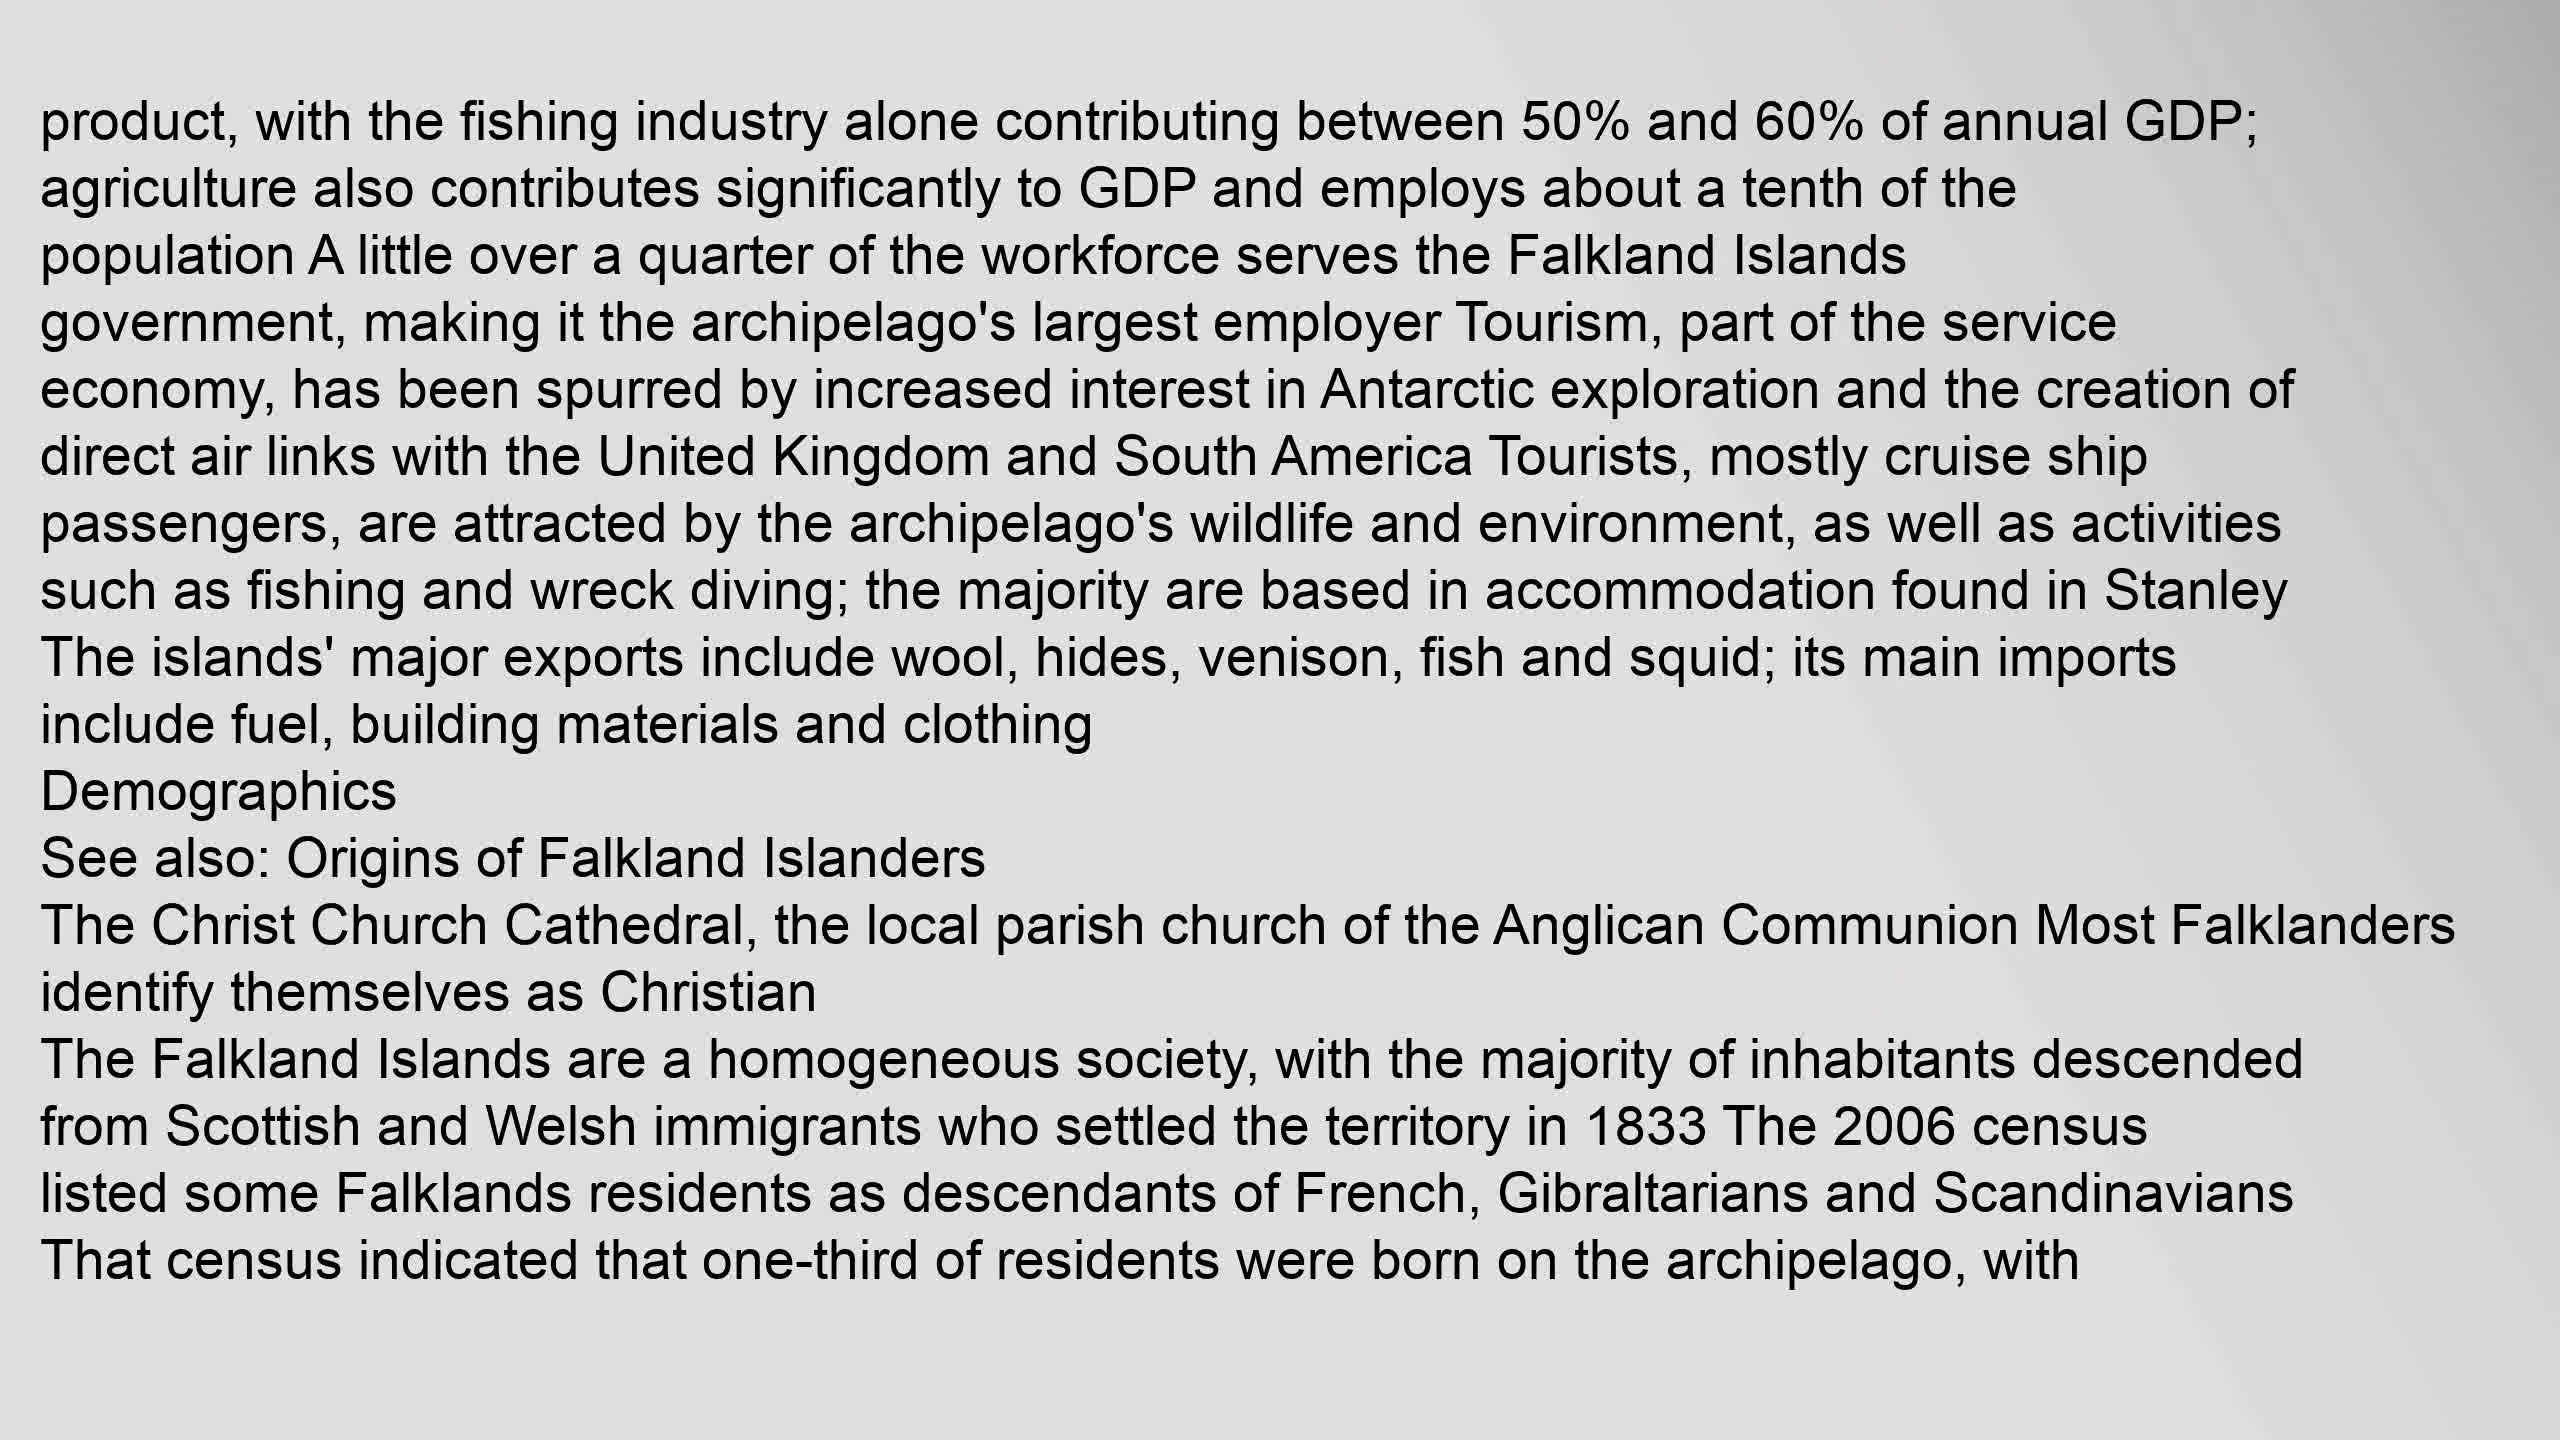 product, with the fishing industry alone contributing between 50% and 60% of annual GDP;
agriculture also contributes significantly to GDP and employs about a tenth of the
population A little over a quarter of the workforce serves the Falkland Islands
government, making it the archipelago's largest employer Tourism, part of the service
economy, has been spurred by increased interest in Antarctic exploration and the creation of
direct air links with the United Kingdom and South America Tourists, mostly cruise ship
passengers, are attracted by the archipelago's wildlife and environment, as well as activities
such as fishing and wreck diving; the majority are based in accommodation found in Stanley
The islands' major exports include wool, hides, venison, fish and squid; its main imports
include fuel, building materials and clothing
Demographics
See also: Origins of Falkland Islanders
The Christ Church Cathedral, the local parish church of the Anglican Communion Most Falklanders
identify themselves as Christian
The Falkland Islands are a homogeneous society, with the majority of inhabitants descended
from Scottish and Welsh immigrants who settled the territory in 1833 The 2006 census
listed some Falklands residents as descendants of French, Gibraltarians and Scandinavians
That census indicated that one-third of residents were born on the archipelago, with